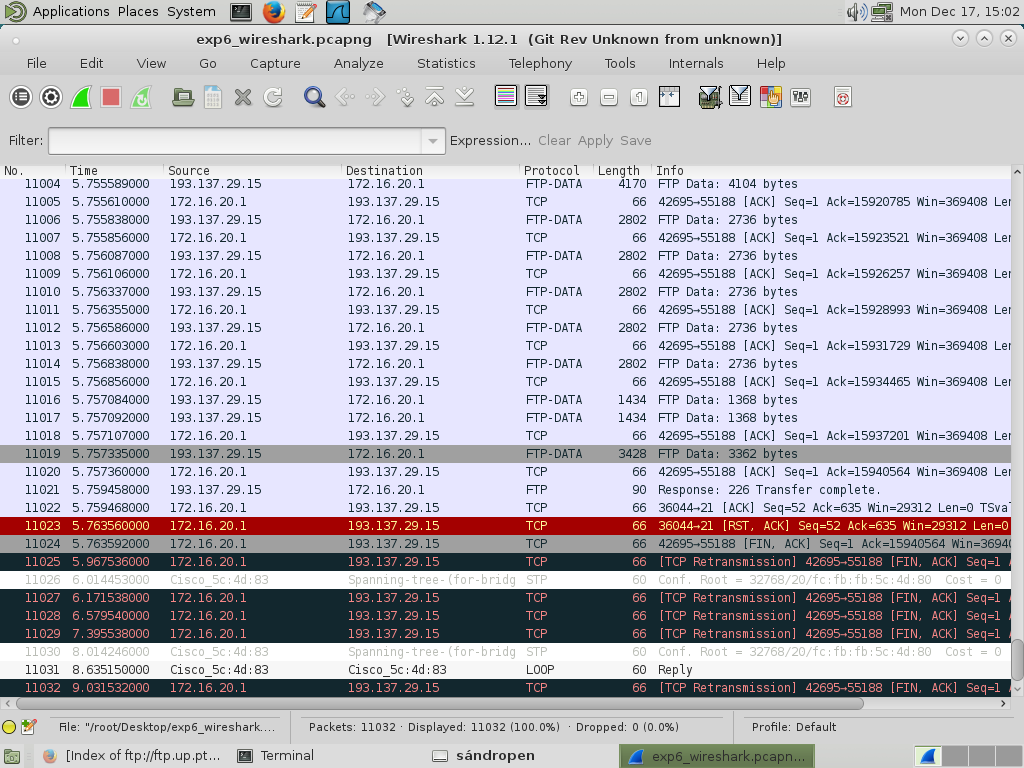 Applications Places System Mon Dec 17, 15:02
exp6_wireshark.pcapng [Wireshark 1.12.1 (Git Rev Unknown from unknown)]
File Edit View Go Capture Analyze Statistics Telephony Tools Internals Help
Filter: Expression... Clear Apply Save
No. Time Source Destination Protocol Length Info
11004 5.755589000 193.137.29.15 172.16.20.1 FTP-DATA 4170 FTP Data: 4104 bytes
11005 5.755610000 172.16.20.1 193.137.29.15 TCP 66 42695→55188 [ACK] Seq=1 Ack=15920785 Win=369408 Len
11006 5.755838000 193.137.29.15 172.16.20.1 FTP-DATA 2802 FTP Data: 2736 bytes
11007 5.755856000 172.16.20.1 193.137.29.15 TCP 66 42695→55188 [ACK] Seq=1 Ack=15923521 Win=369408 Len
11008 5.756087000 193.137.29.15 172.16.20.1 FTP-DATA 2802 FTP Data: 2736 bytes
11009 5.756106000 172.16.20.1 193.137.29.15 TCP 66 42695→55188 [ACK] Seq=1 Ack=15926257 Win=369408 Len
11010 5.756337000 193.137.29.15 172.16.20.1 FTP-DATA 2802 FTP Data: 2736 bytes
11011 5.756355000 172.16.20.1 193.137.29.15 TCP 66 42695→55188 [ACK] Seq=1 Ack=15928993 Win=369408 Len
11012 5.756586000 193.137.29.15 172.16.20.1 FTP-DATA 2802 FTP Data: 2736 bytes
11013 5.756603000 172.16.20.1 193.137.29.15 TCP 66 42695→55188 [ACK] Seq=1 Ack=15931729 Win=369408 Len
11014 5.756838000 193.137.29.15 172.16.20.1 FTP-DATA 2802 FTP Data: 2736 bytes
11015 5.756856000 172.16.20.1 193.137.29.15 TCP 66 42695→55188 [ACK] Seq=1 Ack=15934465 Win=369408 Len
11016 5.757084000 193.137.29.15 172.16.20.1 FTP-DATA 1434 FTP Data: 1368 bytes
11017 5.757092000 193.137.29.15 172.16.20.1 FTP-DATA 1434 FTP Data: 1368 bytes
11018 5.757107000 172.16.20.1 193.137.29.15 TCP 66 42695→55188 [ACK] Seq=1 Ack=15937201 Win=369408 Len
11019 5.757335000 193.137.29.15 172.16.20.1 FTP-DATA 3428 FTP Data: 3362 bytes
11020 5.757360000 172.16.20.1 193.137.29.15 TCP 66 42695→55188 [ACK] Seq=1 Ack=15940564 Win=369408 Len
11021 5.759458000 193.137.29.15 172.16.20.1 FTP 90 Response: 226 Transfer complete.
11022 5.759468000 172.16.20.1 193.137.29.15 TCP 66 36044→21 [ACK] Seq=52 Ack=635 Win=29312 Len=0 TSval
11023 5.763560000 172.16.20.1 193.137.29.15 TCP 66 36044→21 [RST, ACK] Seq=52 Ack=635 Win=29312 Len=0
11024 5.763592000 172.16.20.1 193.137.29.15 TCP 66 42695→55188 [FIN, ACK] Seq=1 Ack=15940564 Win=36940
11025 5.967536000 172.16.20.1 193.137.29.15 TCP 66 [TCP Retransmission] 42695→55188 [FIN, ACK] Seq=1
11026 6.014453000 Cisco_5c:4d:83 Spanning-tree-(for-bridg STP 60 Conf. Root = 32768/20/fc:fb:fb:5c:4d:80 Cost = 0
11027 6.171538000 172.16.20.1 193.137.29.15 TCP 66 [TCP Retransmission] 42695→55188 [FIN, ACK] Seq=1
11028 6.579540000 172.16.20.1 193.137.29.15 TCP 66 [TCP Retransmission] 42695→55188 [FIN, ACK] Seq=1
11029 7.395538000 172.16.20.1 193.137.29.15 TCP 66 [TCP Retransmission] 42695→55188 [FIN, ACK] Seq=1
11030 8.014246000 Cisco_5c:4d:83 Spanning-tree-(for-bridg STP 60 Conf. Root = 32768/20/fc:fb:fb:5c:4d:80 Cost = 0
11031 8.635150000 Cisco_5c:4d:83 Cisco_5c:4d:83 LOOP 60 Reply
11032 9.031532000 172.16.20.1 193.137.29.15 TCP 66 [TCP Retransmission] 42695→55188 [FIN, ACK] Seq=1
File: "/root/Desktop/exp6_wireshark.... Packets: 11032 · Displayed: 11032 (100.0%) · Dropped: 0 (0.0%) Profile: Default
[Index of ftp://ftp.up.pt... Terminal sándropen exp6_wireshark.pcapn...